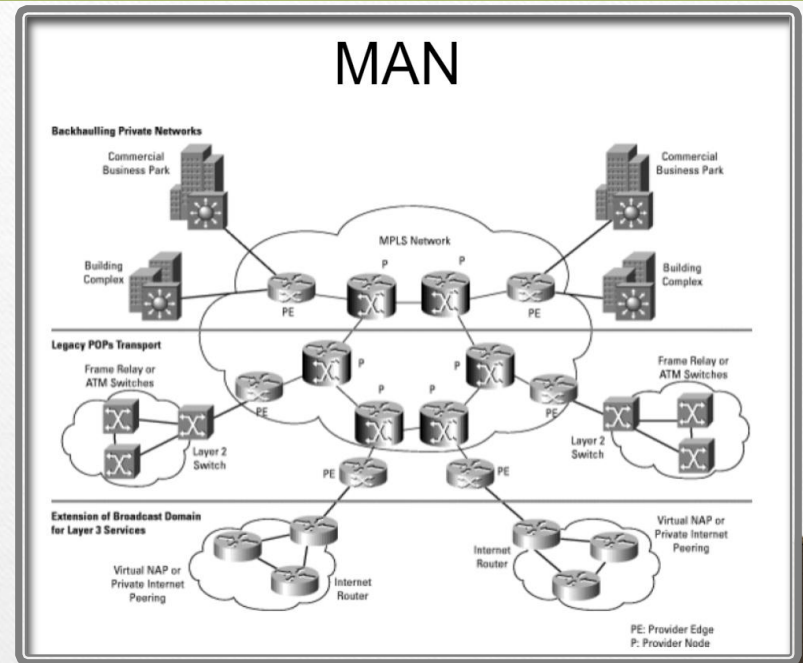 MAN
Backhaulling Private Networks
Commercial
Business Park
Commercial
Business Park
MPLS Network
P
P
Building
Complex
Building
Complex
PE
PE
Legacy POPs Transport
Frame Relay or
ATM Switches
Frame Relay or
ATM Switches
P
P
PE
PE
P
P
Layer 2
Switch
Layer 2
Switch
PE
PE
Extension of Broadcast Domain
for Layer 3 Services
Virtual NAP or
Private Internet
Peering
Internet
Router
Internet
Router
Virtual NAP or
Private Internet
Peering
PE: Provider Edge
P: Provider Node